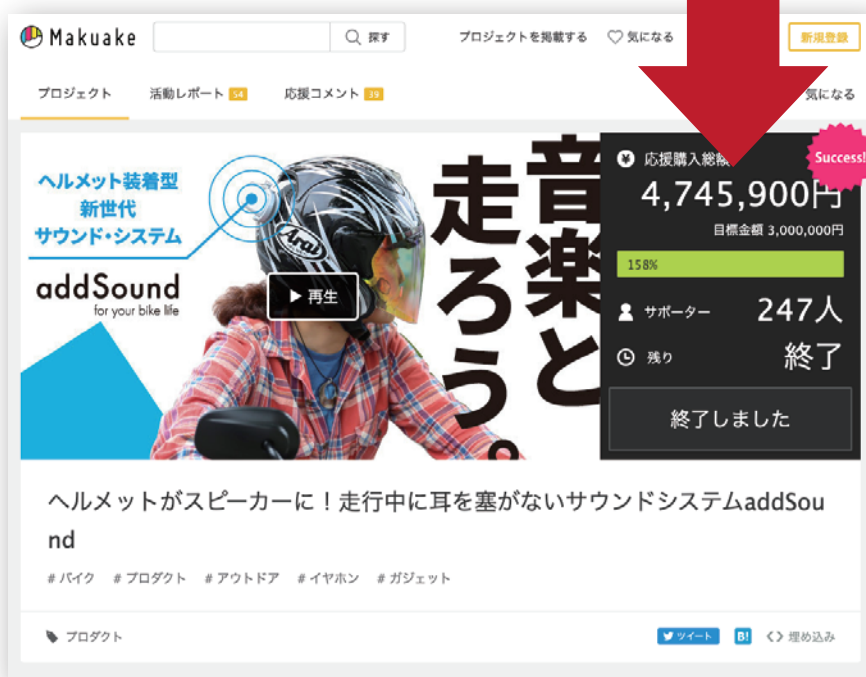 Makuake
探す
プロジェクトを掲載する
気になる
新規登録
プロジェクト
活動レポート 54
応援コメント 39
気になる
ヘルメット装着型
新世代
サウンド・システム
addSound
for your bike life
Arai
再生
音楽と
走ろう。
Success!
応援購入総額
4,745,900円
目標金額 3,000,000円
158%
サポーター 247人
残り 終了
終了しました
ヘルメットがスピーカーに！走行中に耳を塞がないサウンドシステムaddSou
nd
# バイク # プロダクト # アウトドア # イヤホン # ガジェット
プロダクト
ツイート
B!
埋め込み